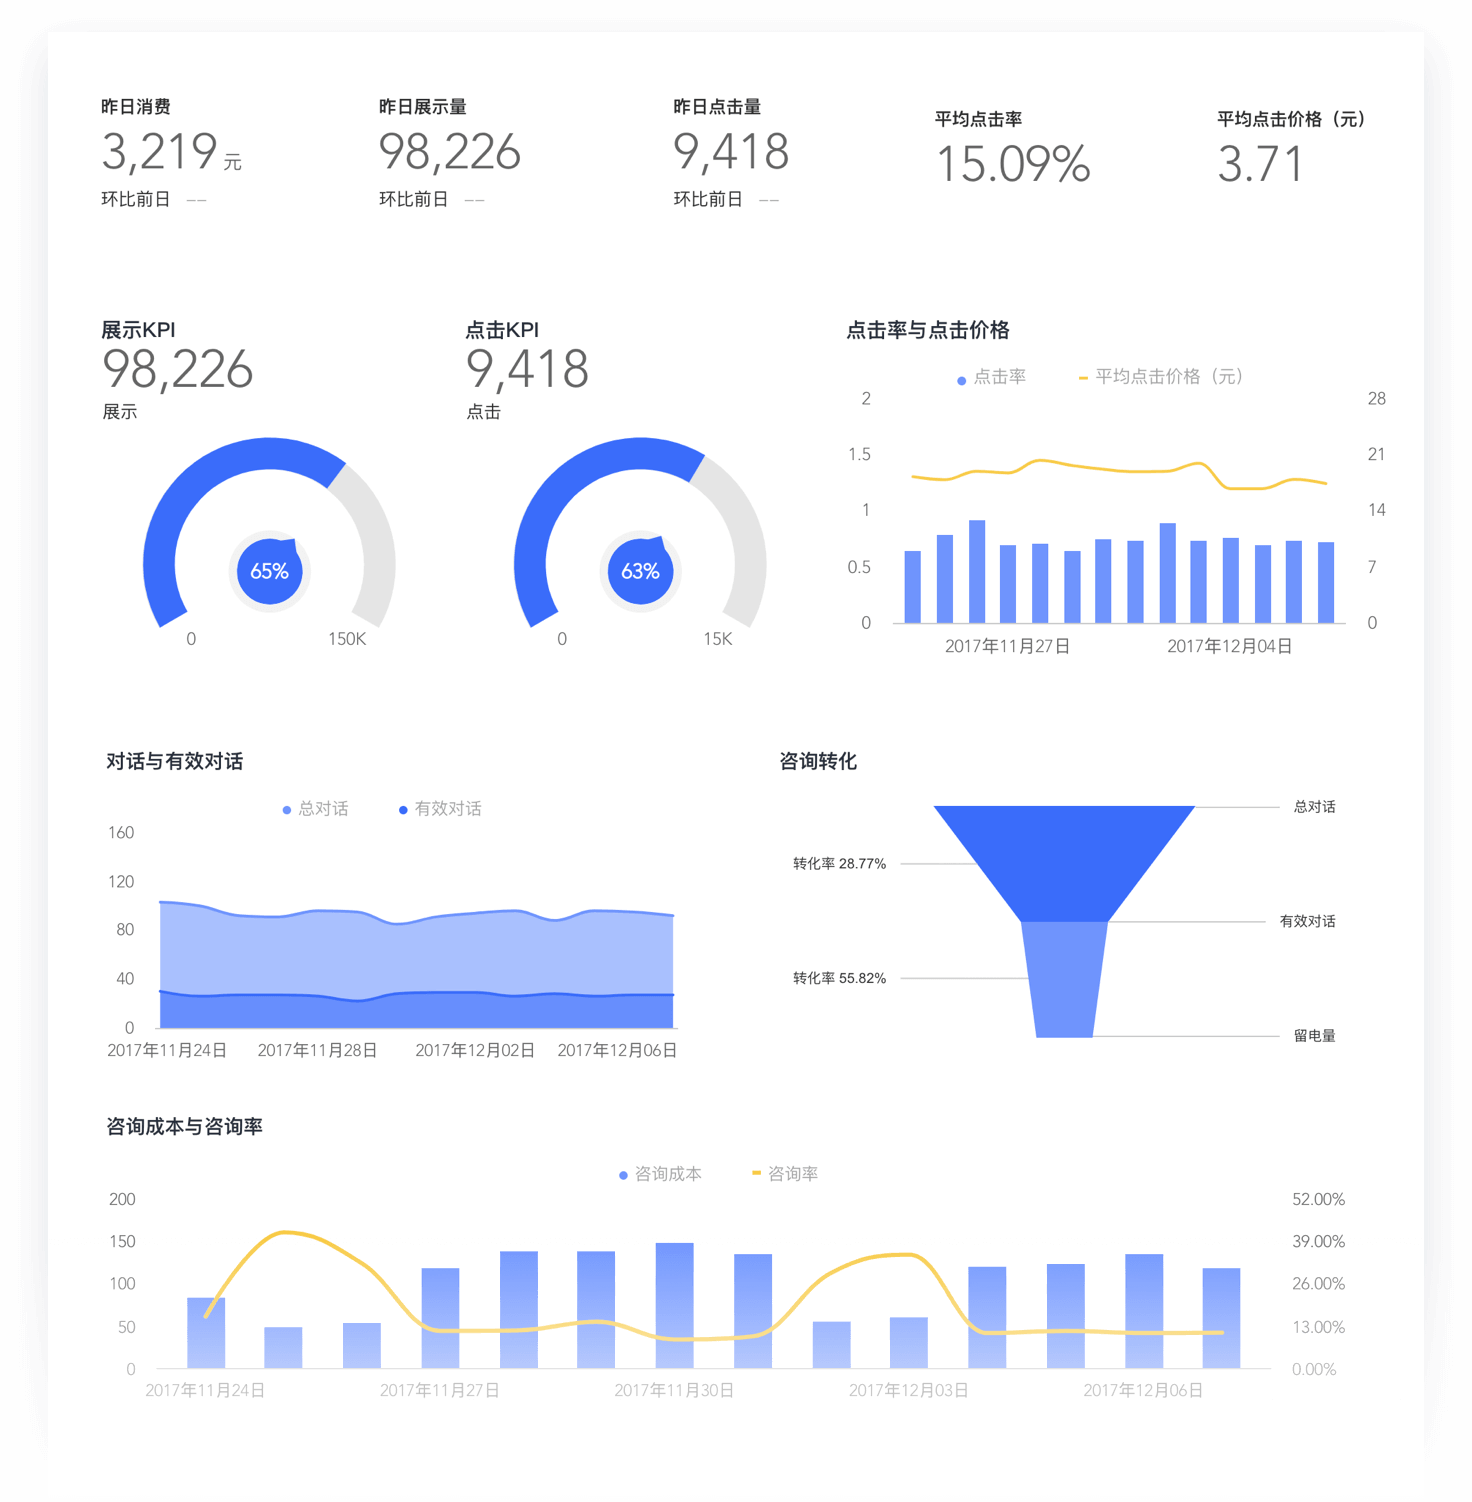 昨日消费
3,219 元
环比前日 --
昨日展示量
98,226
环比前日 --
昨日点击量
9,418
环比前日 --
平均点击率
15.09%
平均点击价格（元）
3.71
展示KPI
98,226
展示
65%
0 150K
点击KPI
9,418
点击
63%
0 15K
点击率与点击价格
点击率 平均点击价格（元）
2 28
1.5 21
1 14
0.5 7
0 0
2017年11月27日 2017年12月04日
对话与有效对话
总对话 有效对话
160
120
80
40
0
2017年11月24日 2017年11月28日 2017年12月02日 2017年12月06日
咨询转化
总对话
转化率 28.77%
有效对话
转化率 55.82%
留电量
咨询成本与咨询率
咨询成本 咨询率
200 52.00%
150 39.00%
100 26.00%
50 13.00%
0 0.00%
2017年11月24日 2017年11月27日 2017年11月30日 2017年12月03日 2017年12月06日